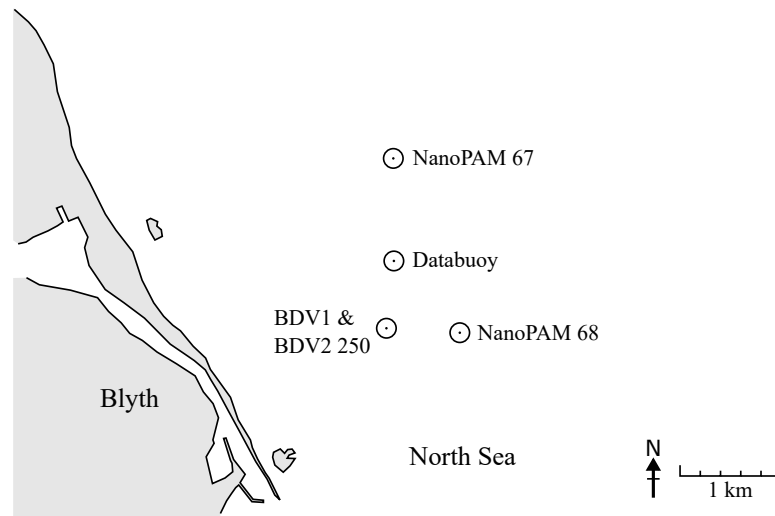 NanoPAM 67
Databuoy
BDV1 &
BDV2 250
NanoPAM 68
Blyth
North Sea
N
1 km